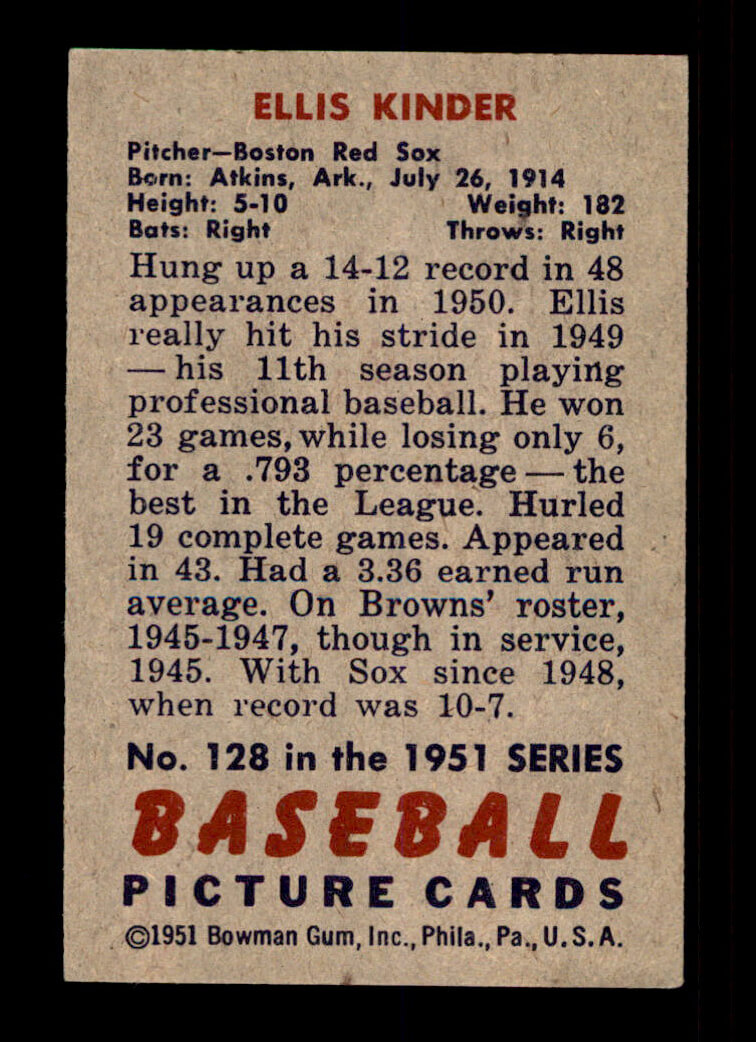 ELLIS KINDER
Pitcher—Boston Red Sox
Born: Atkins, Ark., July 26, 1914
Height: 5-10 Weight: 182
Bats: Right Throws: Right
Hung up a 14-12 record in 48
appearances in 1950. Ellis
really hit his stride in 1949
— his 11th season playing
professional baseball. He won
23 games, while losing only 6,
for a .793 percentage — the
best in the League. Hurled
19 complete games. Appeared
in 43. Had a 3.36 earned run
average. On Browns' roster,
1945-1947, though in service,
1945. With Sox since 1948,
when record was 10-7.
No. 128 in the 1951 SERIES
BASEBALL
PICTURE CARDS
©1951 Bowman Gum, Inc., Phila., Pa., U.S.A.